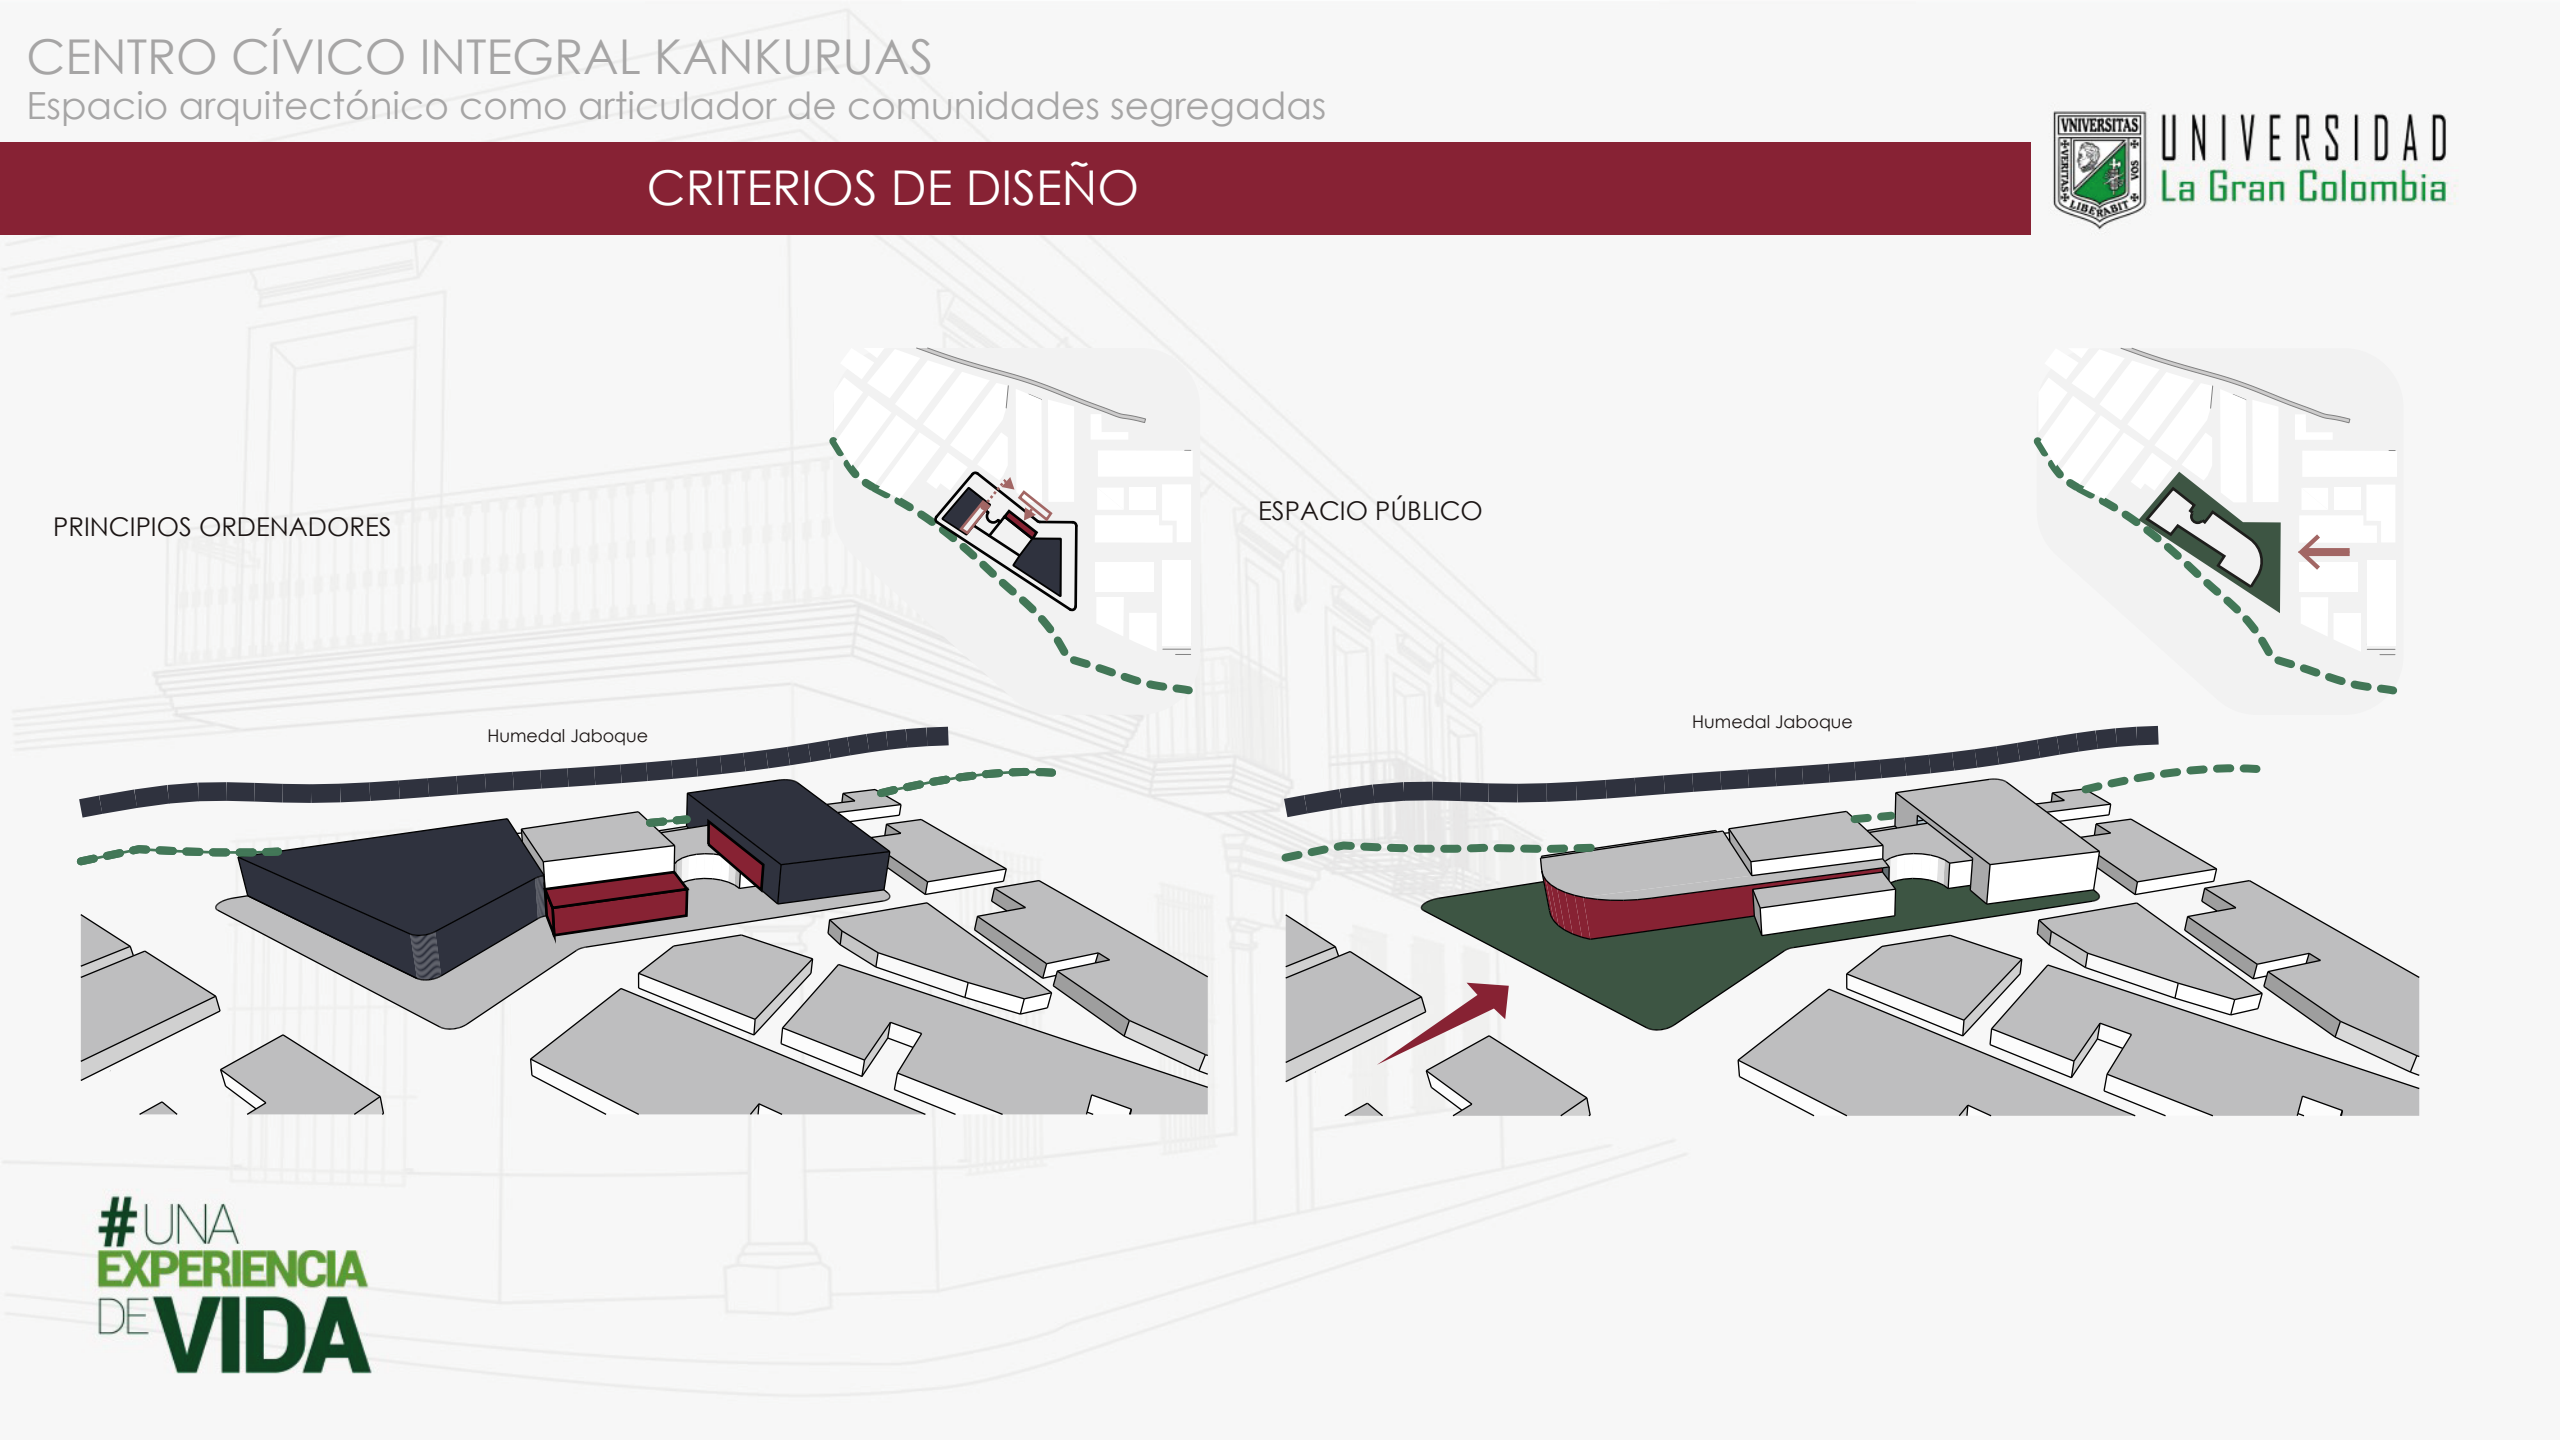 CENTRO CÍVICO INTEGRAL KANKURUAS
Espacio arquitectónico como articulador de comunidades segregadas
CRITERIOS DE DISEÑO
VNIVERSITAS
VERITAS
VOS
LIBERABIT
UNIVERSIDAD
La Gran Colombia
PRINCIPIOS ORDENADORES
ESPACIO PÚBLICO
Humedal Jaboque
Humedal Jaboque
#UNA
EXPERIENCIA
DE VIDA